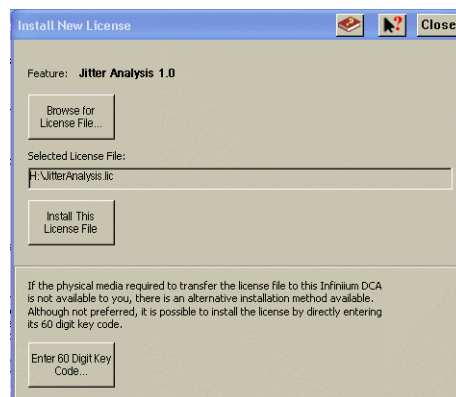 Install New License
Close
Feature: Jitter Analysis 1.0
Browse for
License File...
Selected License File:
H:\JitterAnalysis.lic
Install This
License File
If the physical media required to transfer the license file to this Infiniium DCA
is not available to you, there is an alternative installation method available.
Although not preferred, it is possible to install the license by directly entering
its 60 digit key code.
Enter 60 Digit Key
Code...